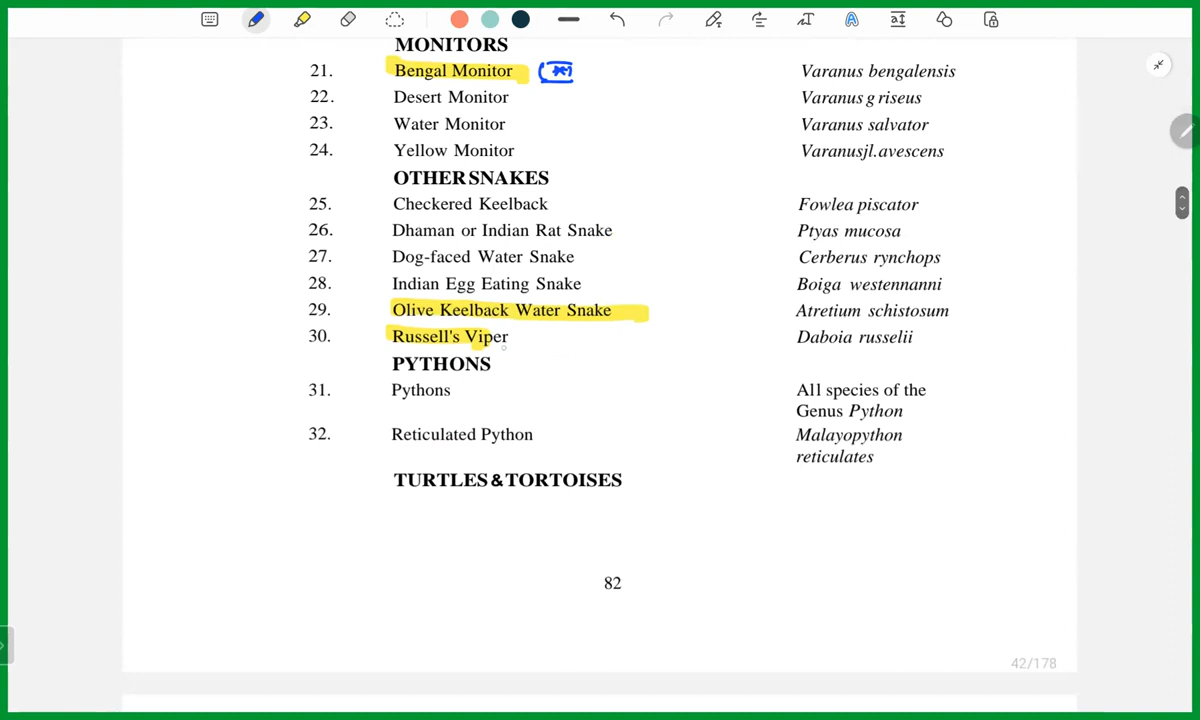 MONITORS
21. Bengal Monitor Varanus bengalensis
22. Desert Monitor Varanus g riseus
23. Water Monitor Varanus salvator
24. Yellow Monitor Varanusjl.avescens
OTHER SNAKES
25. Checkered Keelback Fowlea piscator
26. Dhaman or Indian Rat Snake Ptyas mucosa
27. Dog-faced Water Snake Cerberus rynchops
28. Indian Egg Eating Snake Boiga westennanni
29. Olive Keelback Water Snake Atretium schistosum
30. Russell's Viper Daboia russelii
PYTHONS
31. Pythons All species of the
Genus Python
32. Reticulated Python Malayopython
reticulates
TURTLES & TORTOISES
82
42/178